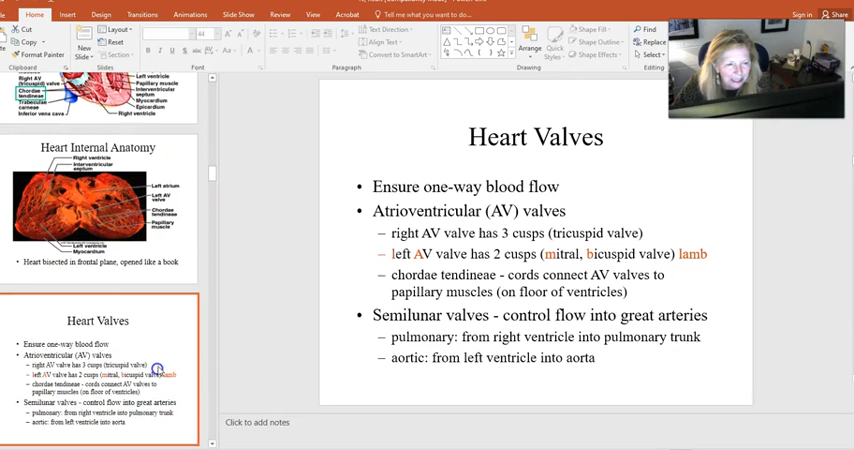 Home Insert Design Transitions Animations Slide Show Review View Acrobat Tell me what you want to do... Sign in Share
Cut
Copy
Format Painter
New Slide
Layout
Reset
Section
44
Paragraph
Text Direction
Align Text
Convert to SmartArt
Arrange
Quick Styles
Shape Fill
Shape Outline
Shape Effects
Drawing
Find
Replace
Select
Editing
Right AV (tricuspid) valve
Chordae tendineae
Trabeculae carneae
Inferior vena cava
Left ventricle
Papillary muscle
Interventricular septum
Myocardium
Epicardium
Right ventricle
Heart Internal Anatomy
Right ventricle
Interventricular septum
Left atrium
Left AV valve
Chordae tendineae
Papillary muscle
Left ventricle
Myocardium
• Heart bisected in frontal plane, opened like a book
Heart Valves
• Ensure one-way blood flow
• Atrioventricular (AV) valves
– right AV valve has 3 cusps (tricuspid valve)
– left AV valve has 2 cusps (mitral, bicuspid valve) lamb
– chordae tendineae - cords connect AV valves to
papillary muscles (on floor of ventricles)
• Semilunar valves - control flow into great arteries
– pulmonary: from right ventricle into pulmonary trunk
– aortic: from left ventricle into aorta
Heart Valves
• Ensure one-way blood flow
• Atrioventricular (AV) valves
– right AV valve has 3 cusps (tricuspid valve)
– left AV valve has 2 cusps (mitral, bicuspid valve) lamb
– chordae tendineae - cords connect AV valves to
papillary muscles (on floor of ventricles)
• Semilunar valves - control flow into great arteries
– pulmonary: from right ventricle into pulmonary trunk
– aortic: from left ventricle into aorta
Click to add notes